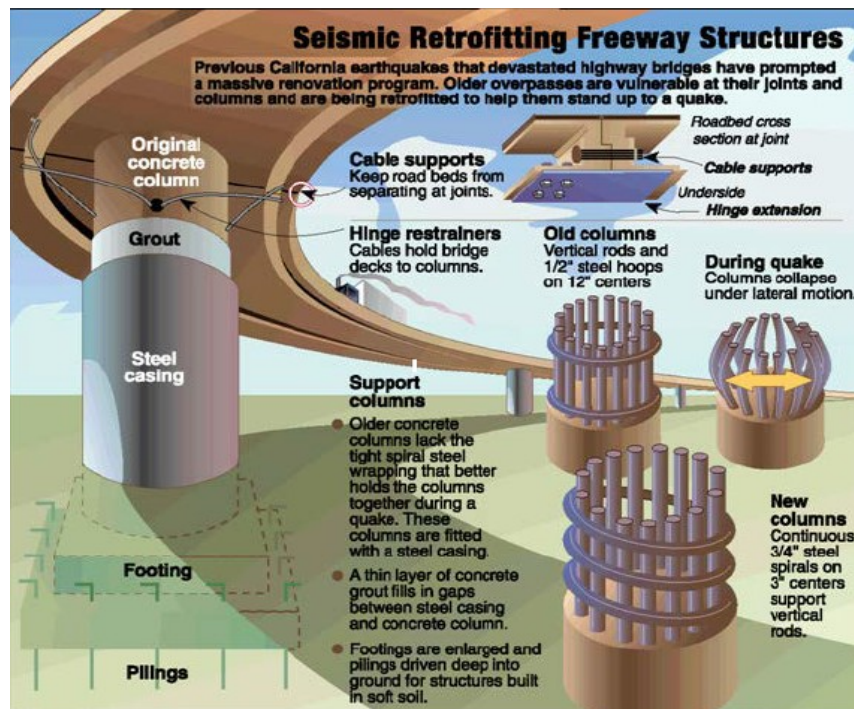 Seismic Retrofitting Freeway Structures
Previous California earthquakes that devastated highway bridges have prompted
a massive renovation program. Older overpasses are vulnerable at their joints and
columns and are being retrofitted to help them stand up to a quake.
Original
concrete
column
Grout
Steel
casing
Footing
Pilings
Cable supports
Keep road beds from
separating at joints.
Hinge restrainers
Cables hold bridge
decks to columns.
Roadbed cross
section at joint
Cable supports
Underside
Hinge extension
Support
columns
Older concrete
columns lack the
tight spiral steel
wrapping that better
holds the columns
together during a
quake. These
columns are fitted
with a steel casing.
A thin layer of concrete
grout fills in gaps
between steel casing
and concrete column.
Footings are enlarged and
pilings driven deep into
ground for structures built
in soft soil.
Old columns
Vertical rods and
1/2" steel hoops
on 12" centers
During quake
Columns collapse
under lateral motion.
New
columns
Continuous
3/4" steel
spirals on
3" centers
support
vertical
rods.